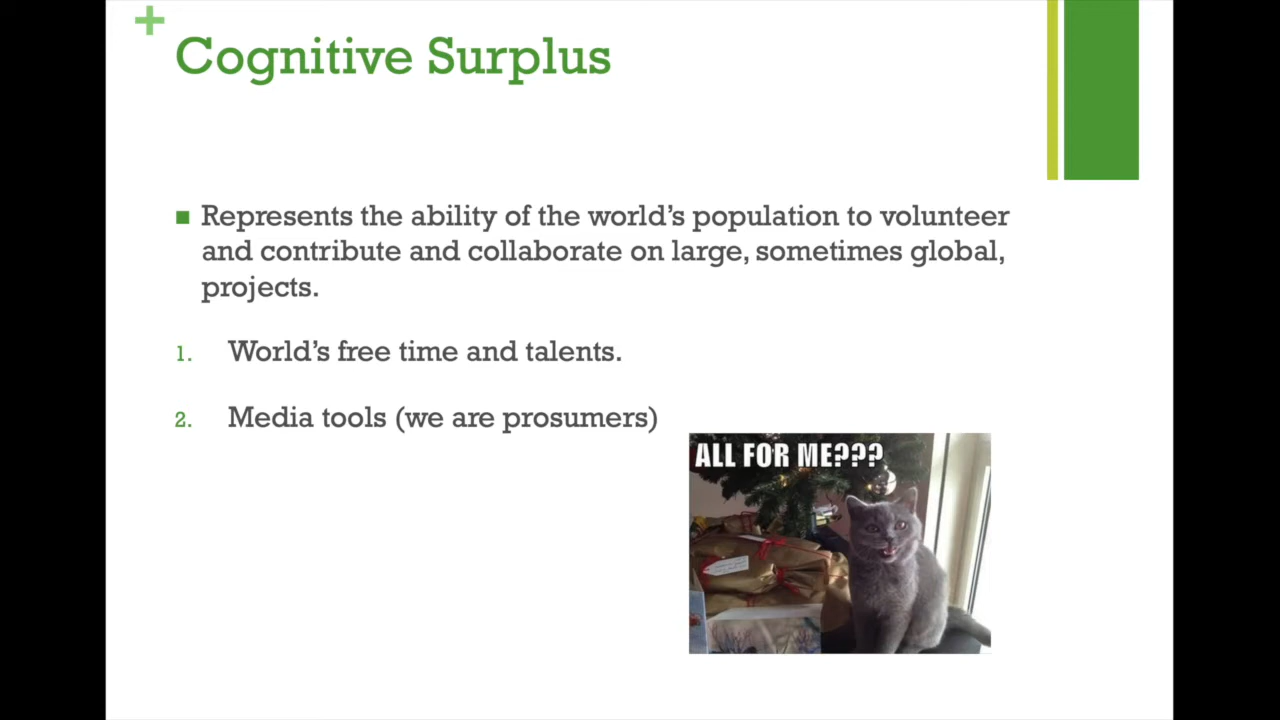 Cognitive Surplus
Represents the ability of the world's population to volunteer
and contribute and collaborate on large, sometimes global,
projects.
1. World's free time and talents.
2. Media tools (we are prosumers)
ALL FOR ME???